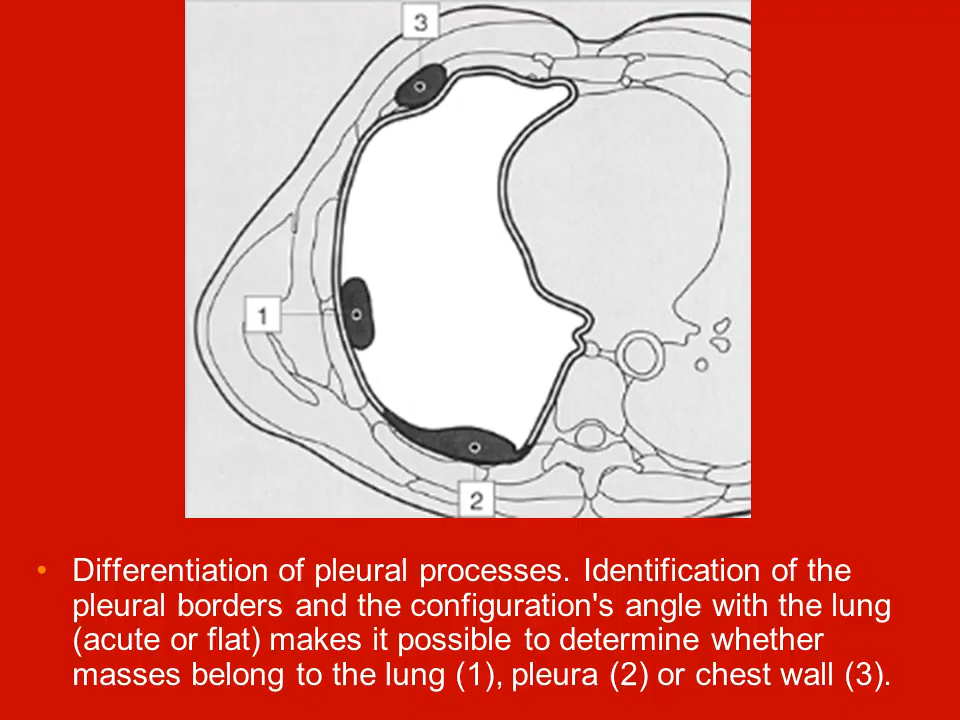 3
1
2
• Differentiation of pleural processes. Identification of the
pleural borders and the configuration's angle with the lung
(acute or flat) makes it possible to determine whether
masses belong to the lung (1), pleura (2) or chest wall (3).